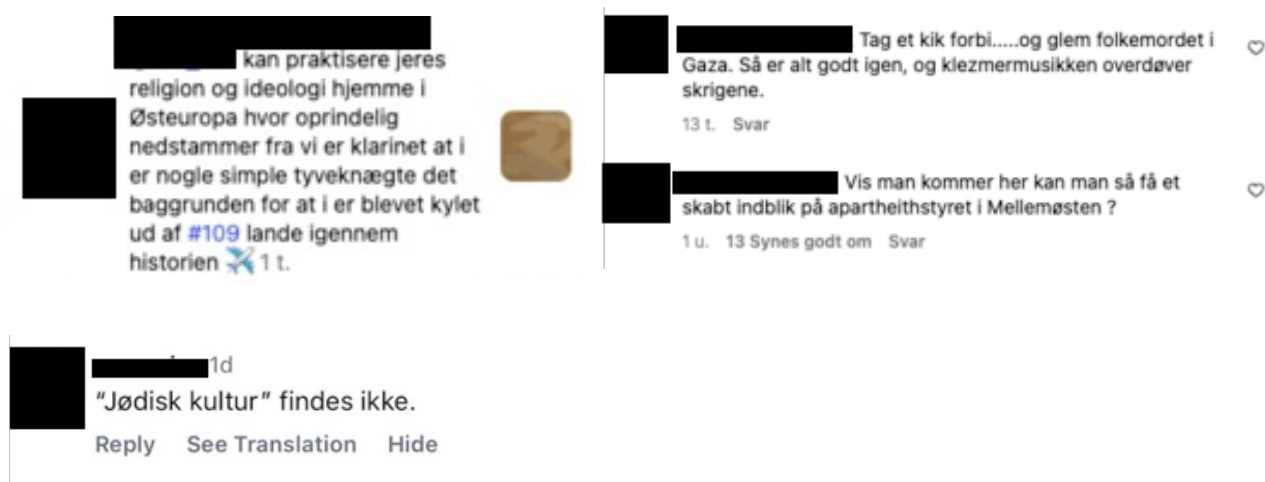 kan praktisere jeres
religion og ideologi hjemme i
Østeuropa hvor oprindelig
nedstammer fra vi er klarinet at i
er nogle simple tyveknægte det
baggrunden for at i er blevet kylet
ud af #109 lande igennem
historien ✈️ 1 t.
Tag et kik forbi.....og glem folkemordet i
Gaza. Så er alt godt igen, og klezmermusikken overdøver
skrigene.
13 t. Svar
Vis man kommer her kan man så få et
skabt indblik på apartheithstyret i Mellemøsten ?
1 u. 13 Synes godt om Svar
1d
“Jødisk kultur” findes ikke.
Reply See Translation Hide